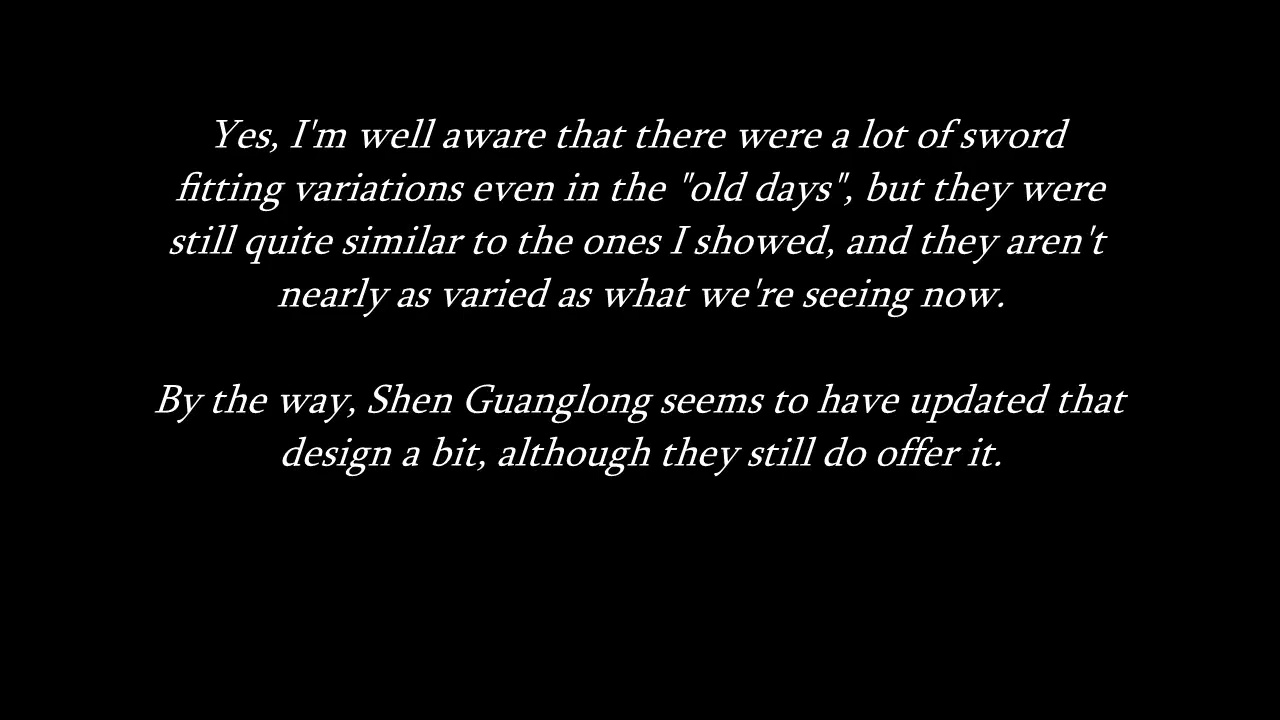 Yes, I'm well aware that there were a lot of sword
fitting variations even in the "old days", but they were
still quite similar to the ones I showed, and they aren't
nearly as varied as what we're seeing now.
By the way, Shen Guanglong seems to have updated that
design a bit, although they still do offer it.